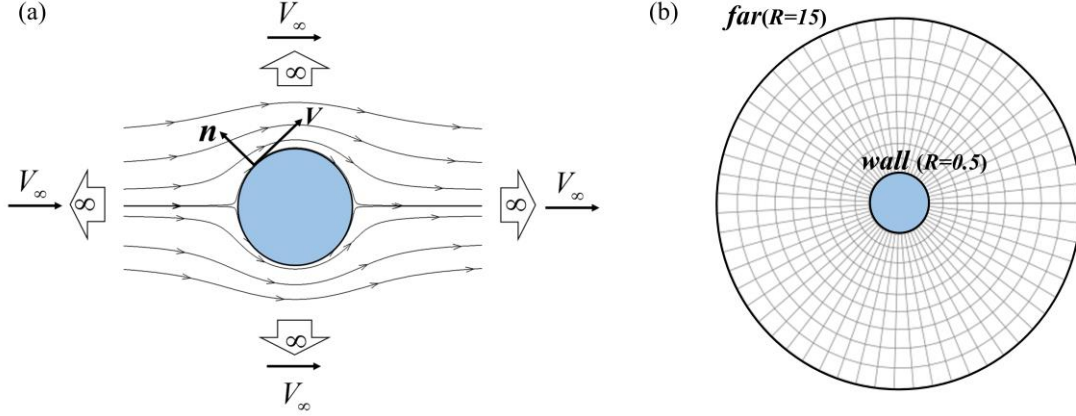 (a)
V∞
∞
n
v
V∞
∞
∞
V∞
∞
V∞
(b)
far(R=15)
wall (R=0.5)